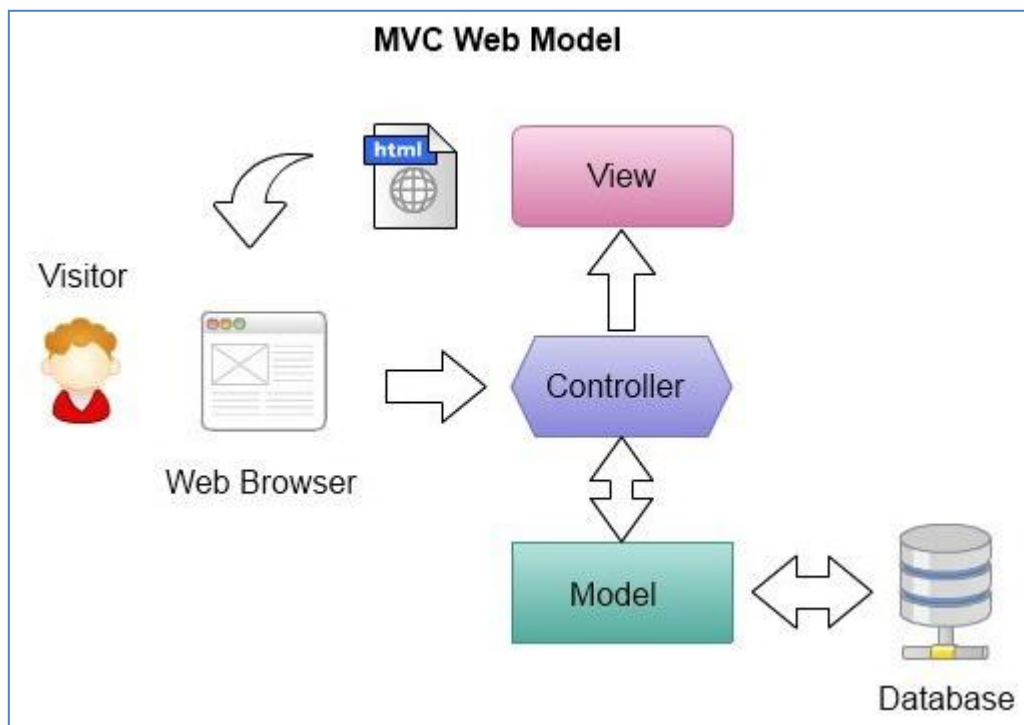 MVC Web Model
html
View
Visitor
Controller
Web Browser
Model
Database